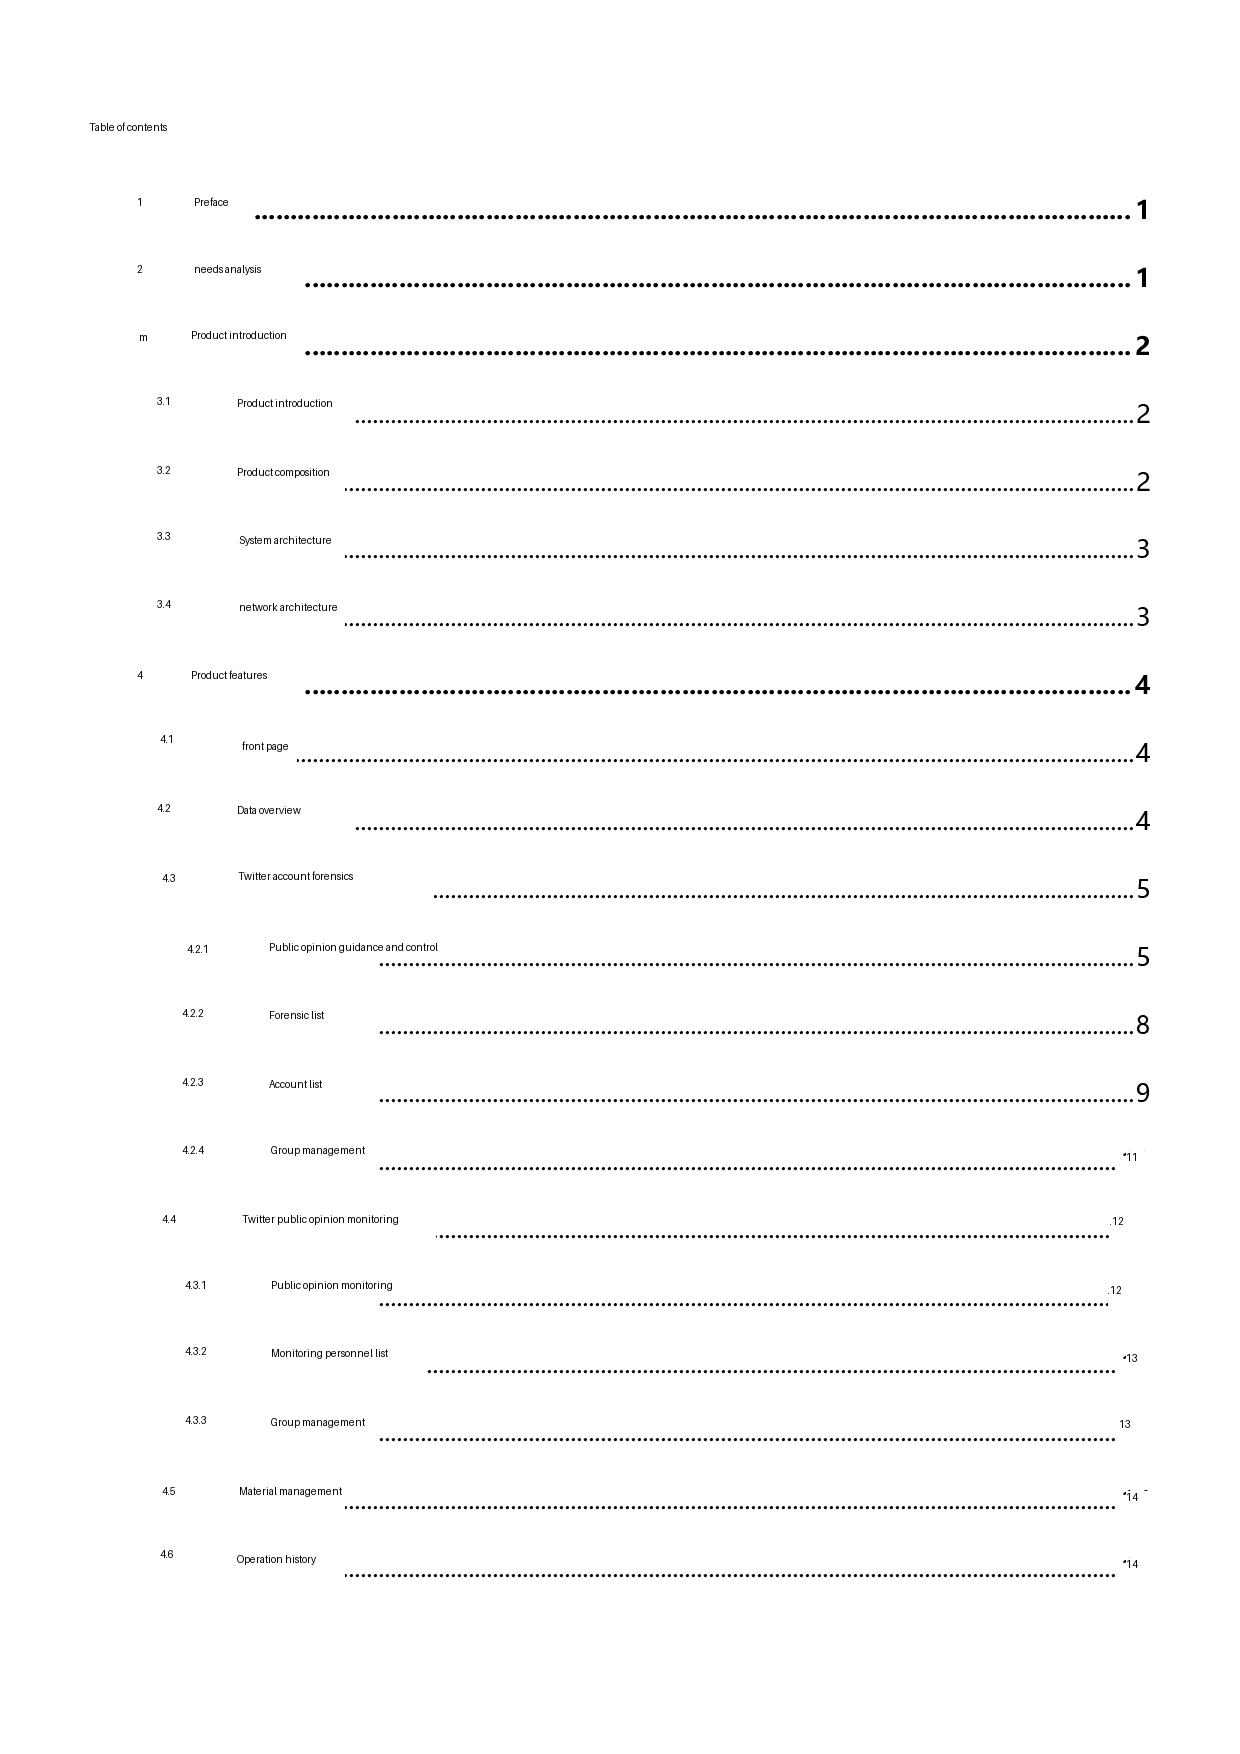 Table of contents
1 Preface 1
2 needs analysis 1
m Product introduction 2
3.1 Product introduction 2
3.2 Product composition 2
3.3 System architecture 3
3.4 network architecture 3
4 Product features 4
4.1 front page 4
4.2 Data overview 4
4.3 Twitter account forensics 5
4.2.1 Public opinion guidance and control 5
4.2.2 Forensic list 8
4.2.3 Account list 9
4.2.4 Group management 11
4.4 Twitter public opinion monitoring .12
4.3.1 Public opinion monitoring .12
4.3.2 Monitoring personnel list 13
4.3.3 Group management 13
4.5 Material management 14
4.6 Operation history 14